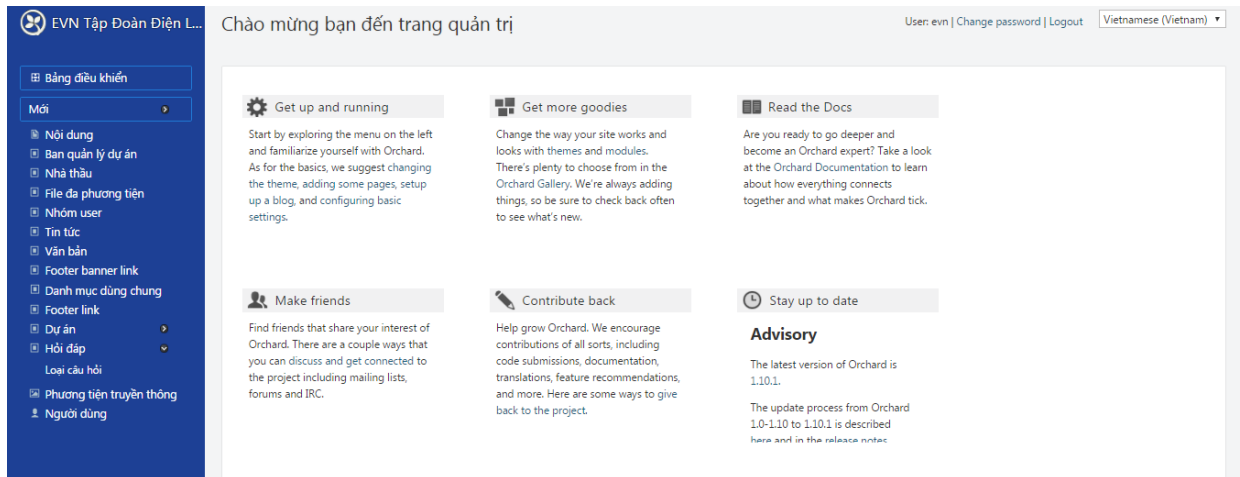 EVN Tập Đoàn Điện L...
Chào mừng bạn đến trang quản trị
User: evn | Change password | Logout
Vietnamese (Vietnam)
Bảng điều khiển
Mới
Nội dung
Ban quản lý dự án
Nhà thầu
File đa phương tiện
Nhóm user
Tin tức
Văn bản
Footer banner link
Danh mục dùng chung
Footer link
Dự án
Hỏi đáp
Loại câu hỏi
Phương tiện truyền thông
Người dùng
Get up and running
Start by exploring the menu on the left
and familiarize yourself with Orchard.
As for the basics, we suggest changing
the theme, adding some pages, setup
up a blog, and configuring basic
settings.
Get more goodies
Change the way your site works and
looks with themes and modules.
There's plenty to choose from in the
Orchard Gallery. We're always adding
things, so be sure to check back often
to see what's new.
Read the Docs
Are you ready to go deeper and
become an Orchard expert? Take a look
at the Orchard Documentation to learn
about how everything connects
together and what makes Orchard tick.
Make friends
Find friends that share your interest of
Orchard. There are a couple ways that
you can discuss and get connected to
the project including mailing lists,
forums and IRC.
Contribute back
Help grow Orchard. We encourage
contributions of all sorts, including
code submissions, documentation,
translations, feature recommendations,
and more. Here are some ways to give
back to the project.
Stay up to date
Advisory
The latest version of Orchard is
1.10.1.
The update process from Orchard
1.0-1.10 to 1.10.1 is described
here and in the release notes